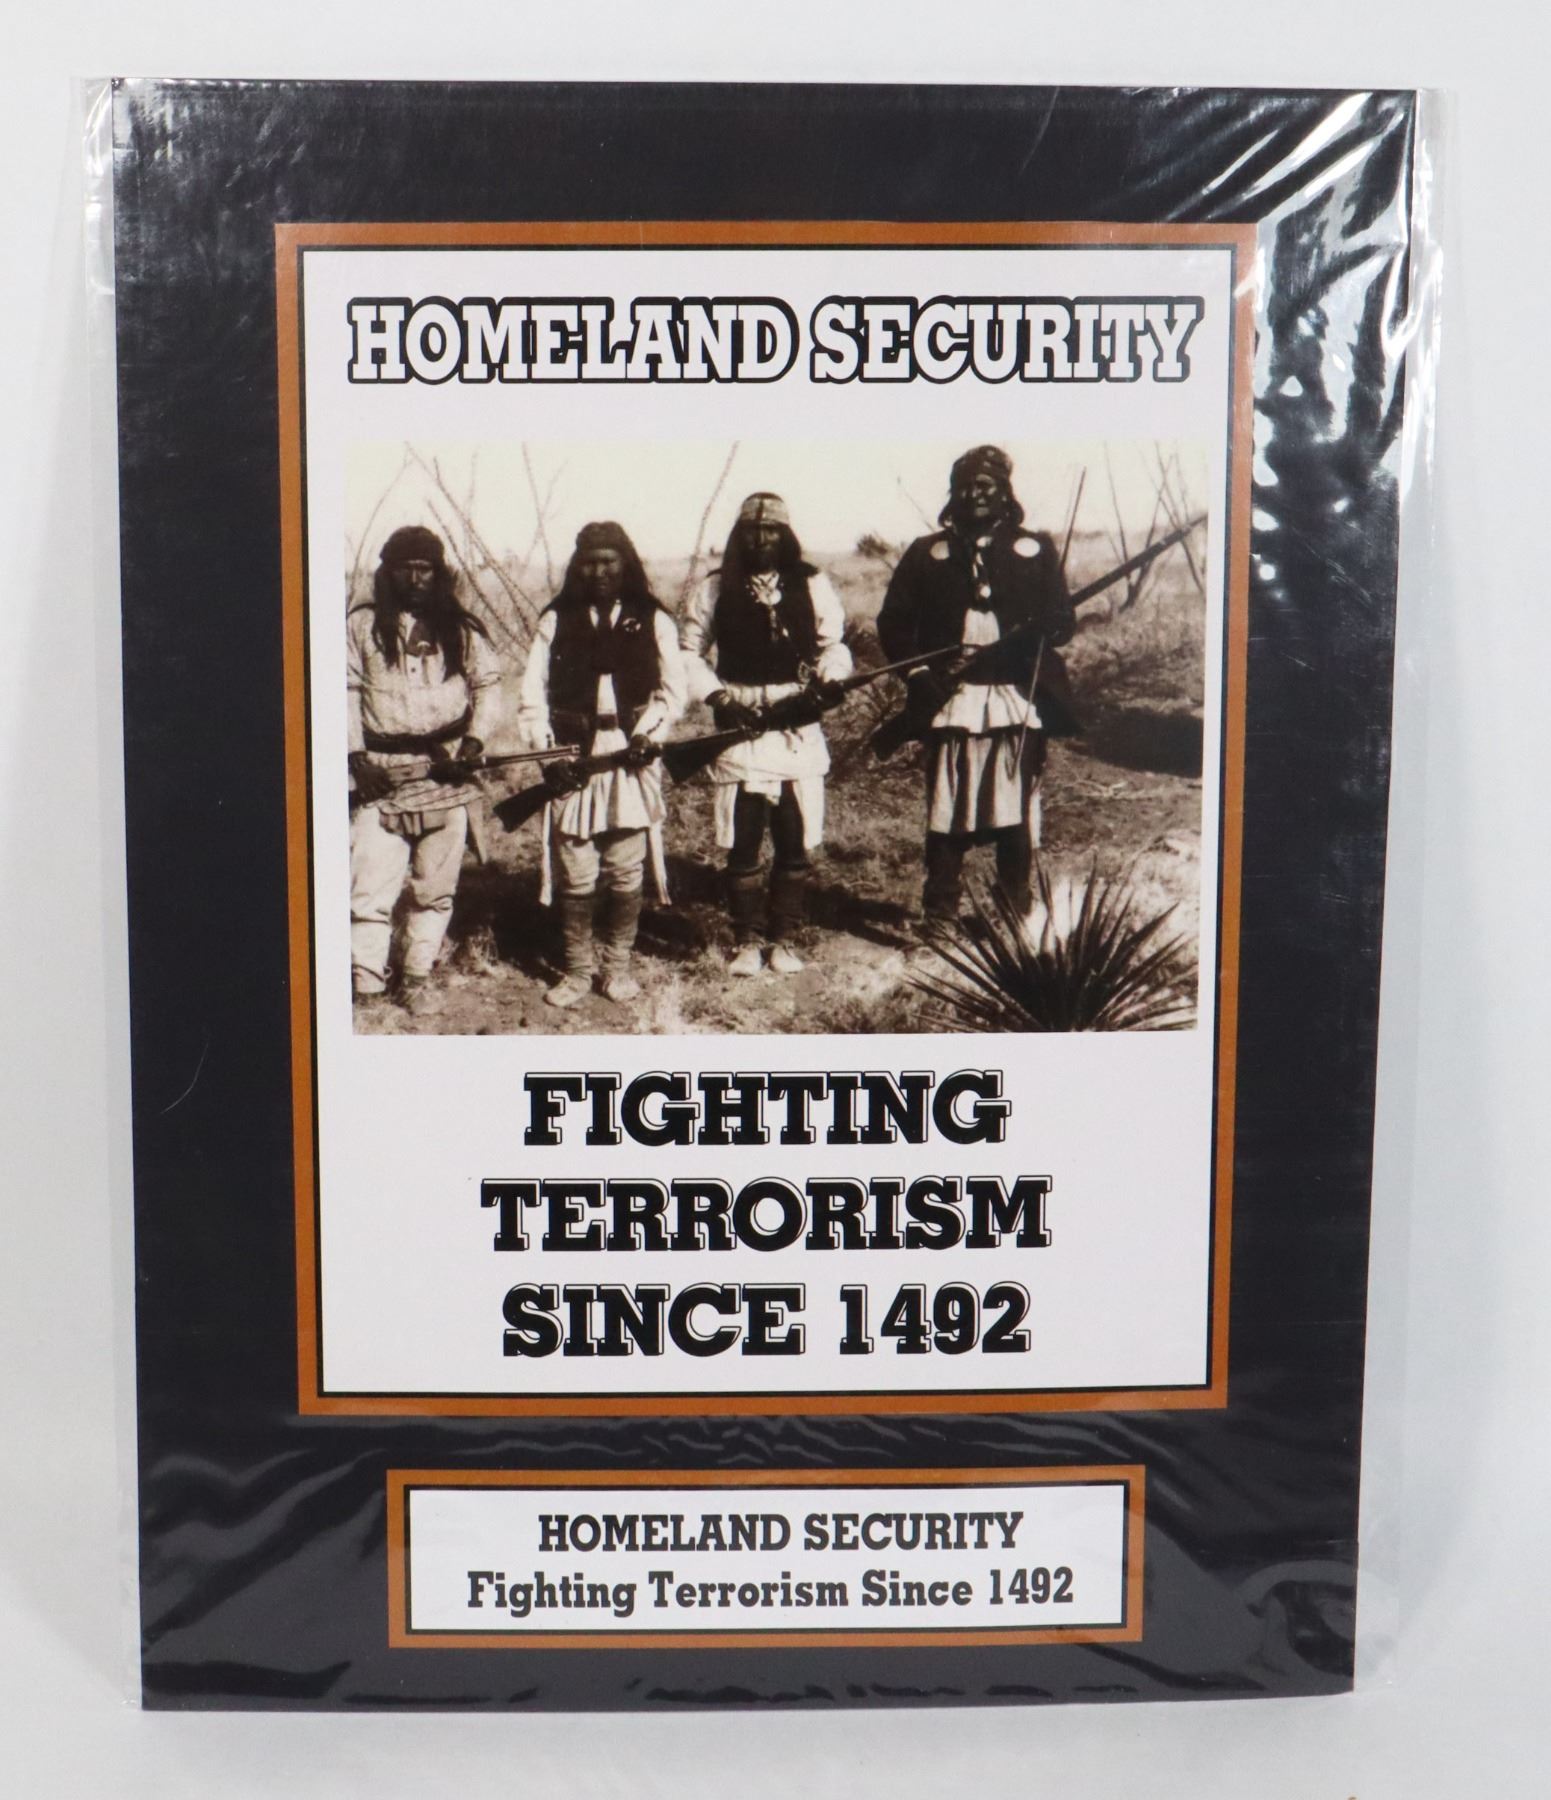 HOMELAND SECURITY
FIGHTING
TERRORISM
SINCE 1492
HOMELAND SECURITY
Fighting Terrorism Since 1492